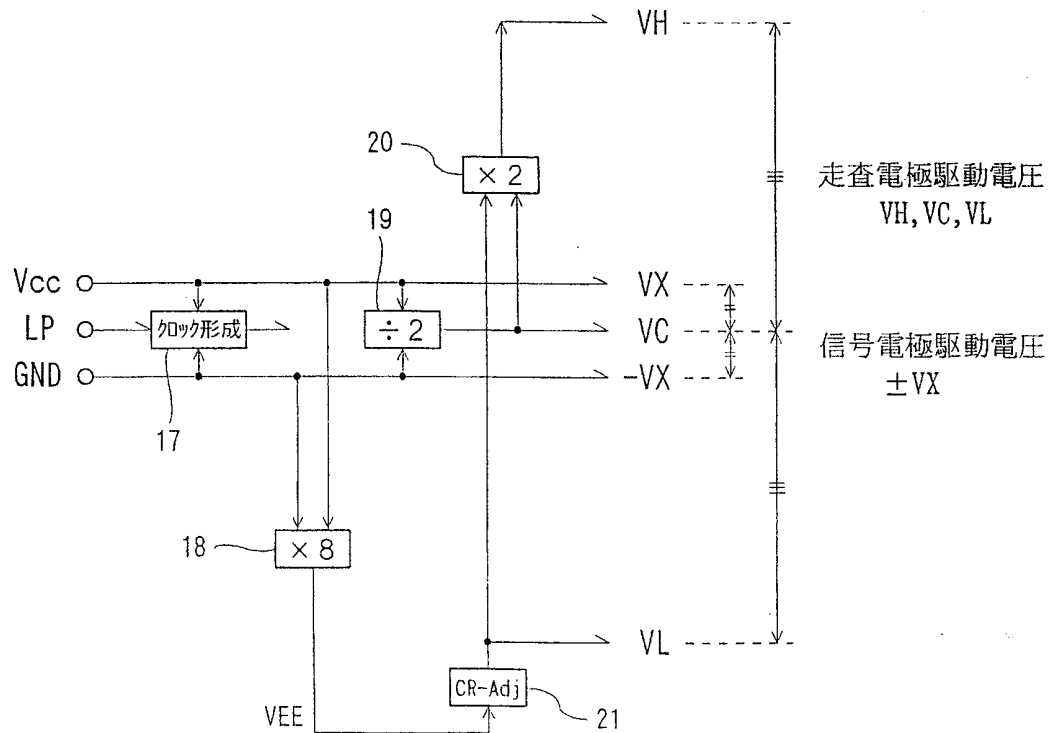 VH
20
× 2
走査電極駆動電圧
VH, VC, VL
19
Vcc
VX
LP
クロック形成
÷ 2
VC
信号電極駆動電圧
±VX
GND
-VX
17
18
× 8
VL
CR-Adj
21
VEE